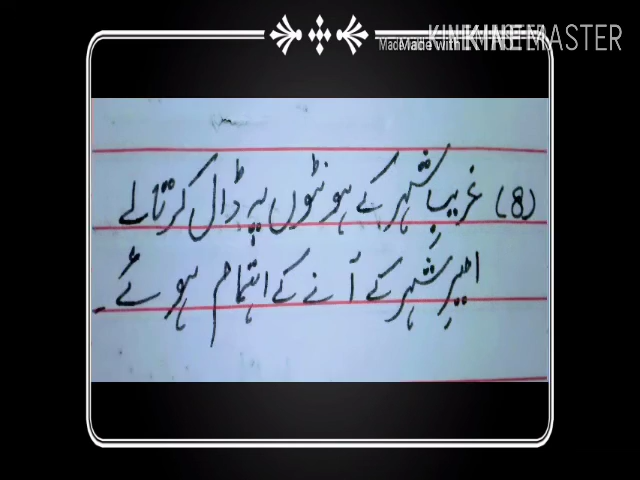 Made with KINEMASTER
(8) غریبِ شہر کے ہونٹوں پہ ڈال کر تالے
امیرِ شہر کے آنے کے اہتمام ہوئے۔